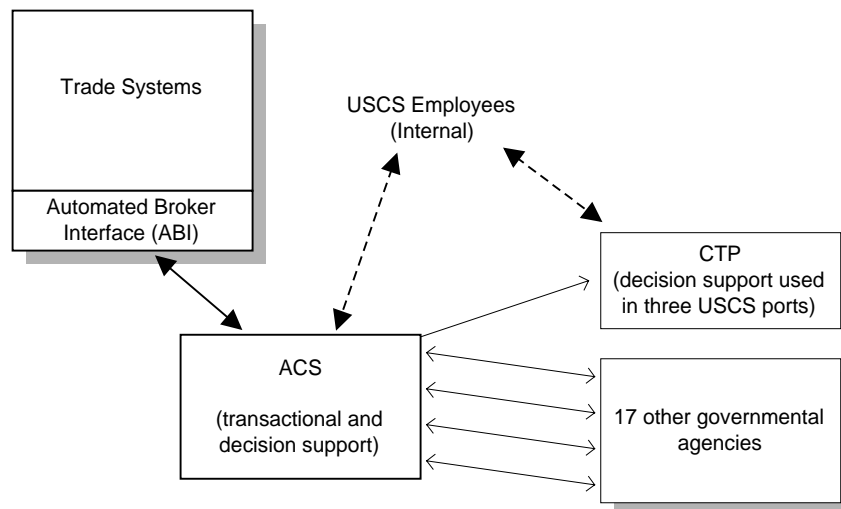 Trade Systems
Automated Broker
Interface (ABI)
USCS Employees
(Internal)
CTP
(decision support used
in three USCS ports)
ACS
(transactional and
decision support)
17 other governmental
agencies